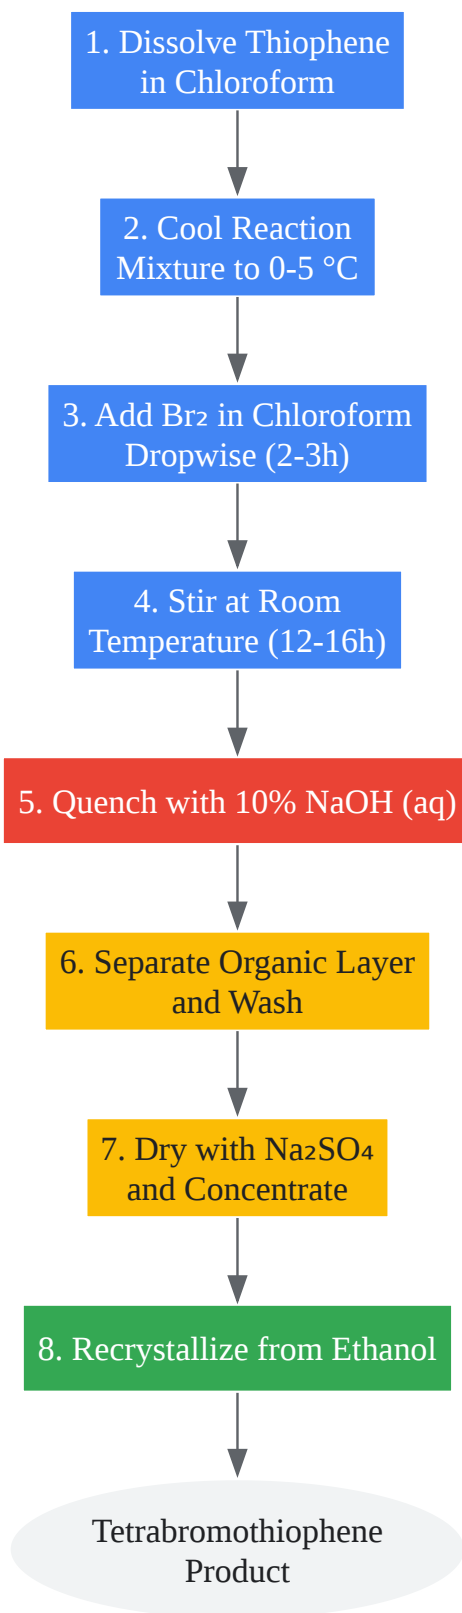 1. Dissolve Thiophene
in Chloroform
2. Cool Reaction
Mixture to 0-5 °C
3. Add Br₂ in Chloroform
Dropwise (2-3h)
4. Stir at Room
Temperature (12-16h)
5. Quench with 10% NaOH (aq)
6. Separate Organic Layer
and Wash
7. Dry with Na₂SO₄
and Concentrate
8. Recrystallize from Ethanol
Tetrabromothiophene
Product